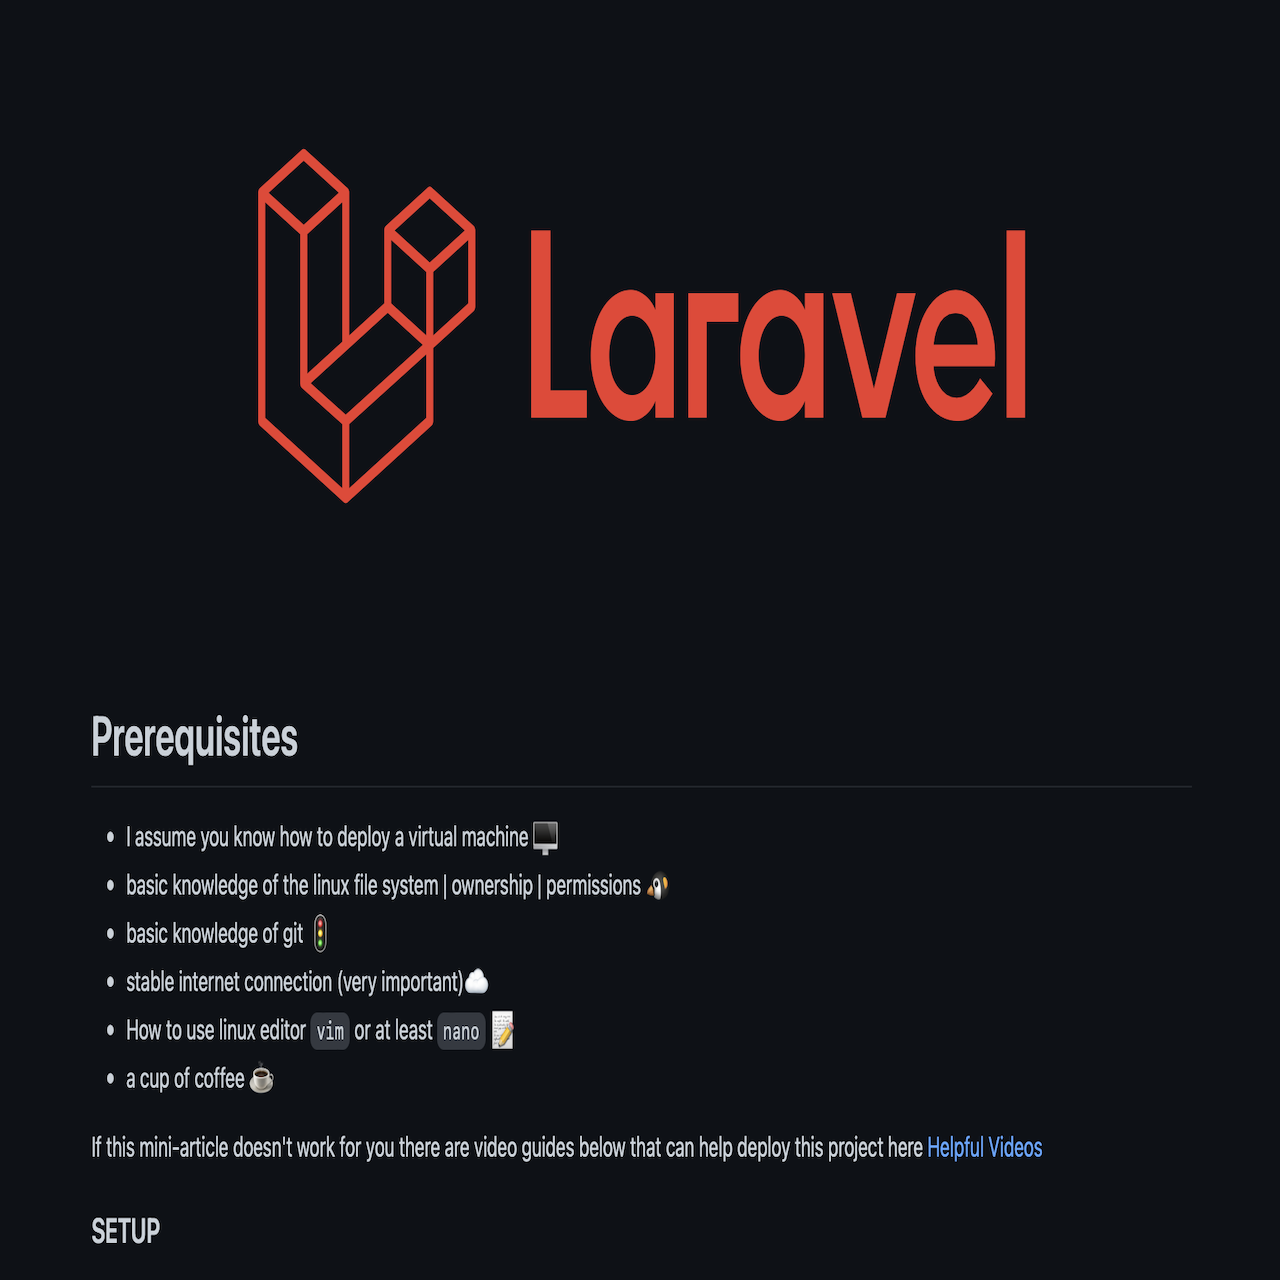 Laravel
Prerequisites
I assume you know how to deploy a virtual machine
basic knowledge of the linux file system | ownership | permissions
basic knowledge of git
stable internet connection (very important)
How to use linux editor vim or at least nano
a cup of coffee
If this mini-article doesn't work for you there are video guides below that can help deploy this project here Helpful Videos
SETUP